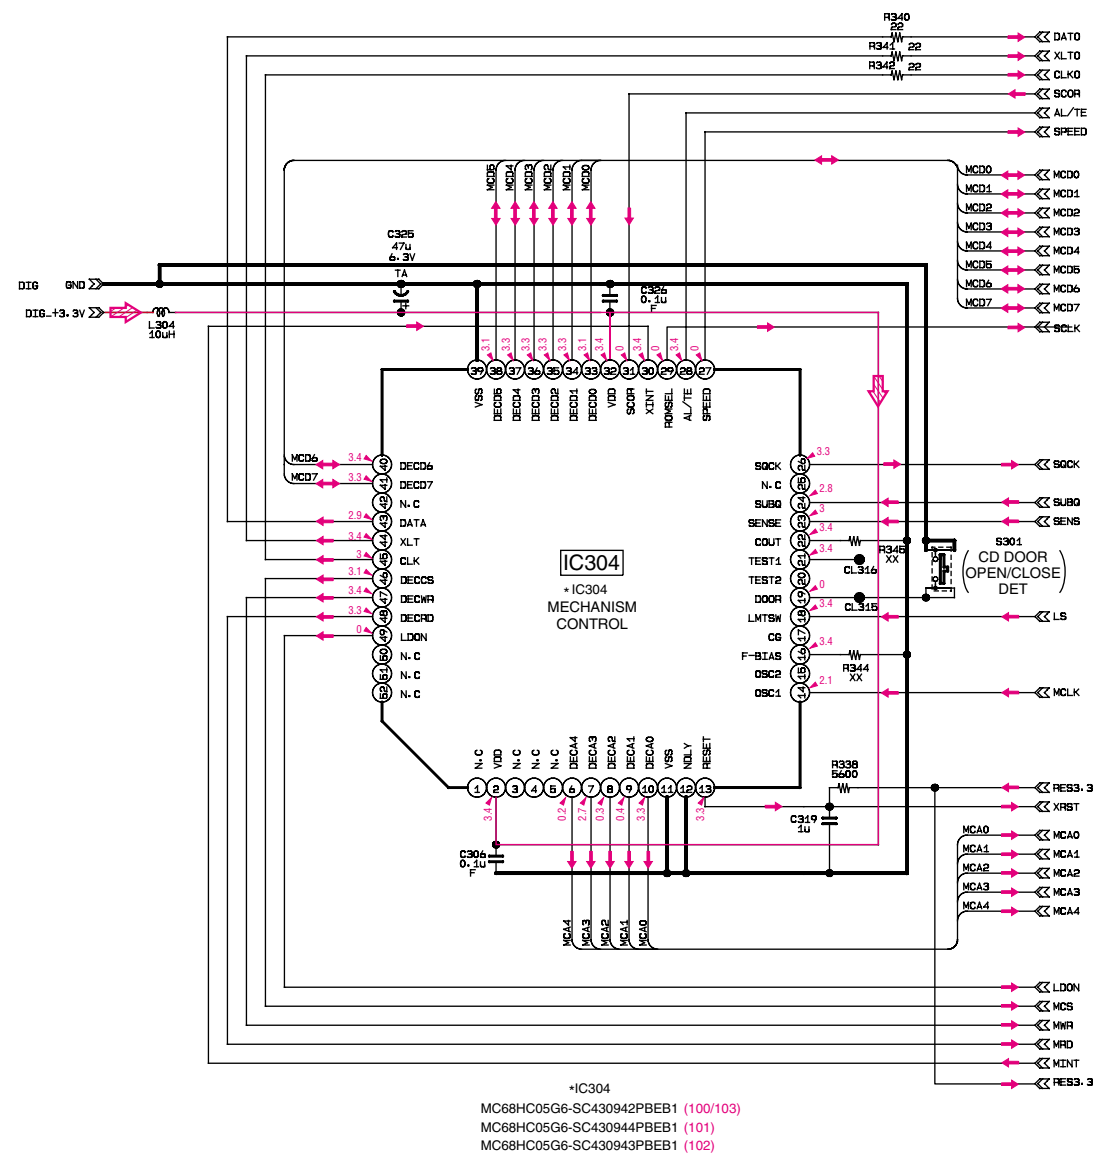 R340
22
DATO
R341 22
XLTO
R342 22
CLKO
SCOR
AL/TE
SPEED
MCD5
MCD4
MCD3
MCD2
MCD1
MCD0
MCD0 MCD0
MCD1 MCD1
MCD2 MCD2
MCD3 MCD3
MCD4 MCD4
MCD5 MCD5
MCD6 MCD6
MCD7 MCD7
C325
47u
6.3V
TA
+
C326
0.1u
F
DIG GND
DIG_+3.3V
L304
10uH
SCLK
3.1 3.3 3.3 3.3 3.3 3.1 3.4 0 3.4 0 3.4 0
39 38 37 36 35 34 33 32 31 30 29 28 27
VSS DECD5 DECD4 DECD3 DECD2 DECD1 DECD0 VDD SCOR XINT ROMSEL AL/TE SPEED
MCD6 3.4 40 DECD6
MCD7 3.3 41 DECD7
42 N.C
2.9 43 DATA
3.4 44 XLT
3 45 CLK
3.1 46 DECCS
3.4 47 DECWR
3.3 48 DECRD
0 49 LDON
50 N.C
51 N.C
52 N.C
IC304
*IC304
MECHANISM
CONTROL
SQCK 26 3.3 SQCK
N.C 25
SUBQ 24 2.8 SUBQ
SENSE 23 3 SENS
COUT 22 3.4 R345
XX
TEST1 21 3.4 CL316
TEST2 20
DOOR 19 0 CL315
LMTSW 18 3.4 LS
CG 17
F-BIAS 16 3.4 R344
XX
OSC2 15
OSC1 14 2.1 MCLK
S301
CD DOOR
OPEN/CLOSE
DET
N.C VDD N.C N.C N.C DECA4 DECA3 DECA2 DECA1 DECA0 VSS NDLY RESET
1 2 3 4 5 6 7 8 9 10 11 12 13
3.4 0.2 2.7 0.3 0.4 3.3 3.3
R338
5600
RES3.3
XRST
C319
1u
C306
0.1u
F
MCA0 MCA0
MCA1 MCA1
MCA2 MCA2
MCA3 MCA3
MCA4 MCA4
MCA4
MCA3
MCA2
MCA1
MCA0
LDON
MCS
MWR
MRD
MINT
RES3.3
*IC304
MC68HC05G6-SC430942PBEB1 (100/103)
MC68HC05G6-SC430944PBEB1 (101)
MC68HC05G6-SC430943PBEB1 (102)